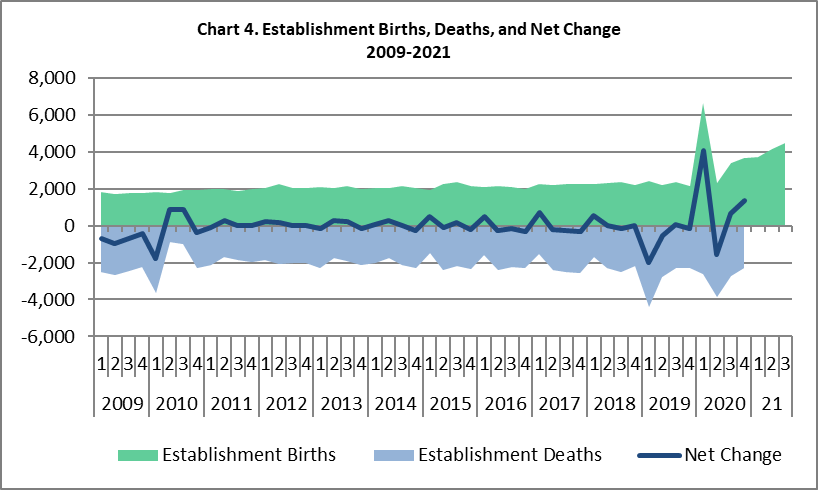 Chart 4. Establishment Births, Deaths, and Net Change
2009-2021
8,000
6,000
4,000
2,000
0
-2,000
-4,000
-6,000
1 2 3 4 1 2 3 4 1 2 3 4 1 2 3 4 1 2 3 4 1 2 3 4 1 2 3 4 1 2 3 4 1 2 3 4 1 2 3 4 1 2 3 4 1 2 3 4 1 2 3
2009 2010 2011 2012 2013 2014 2015 2016 2017 2018 2019 2020 21
Establishment Births Establishment Deaths Net Change